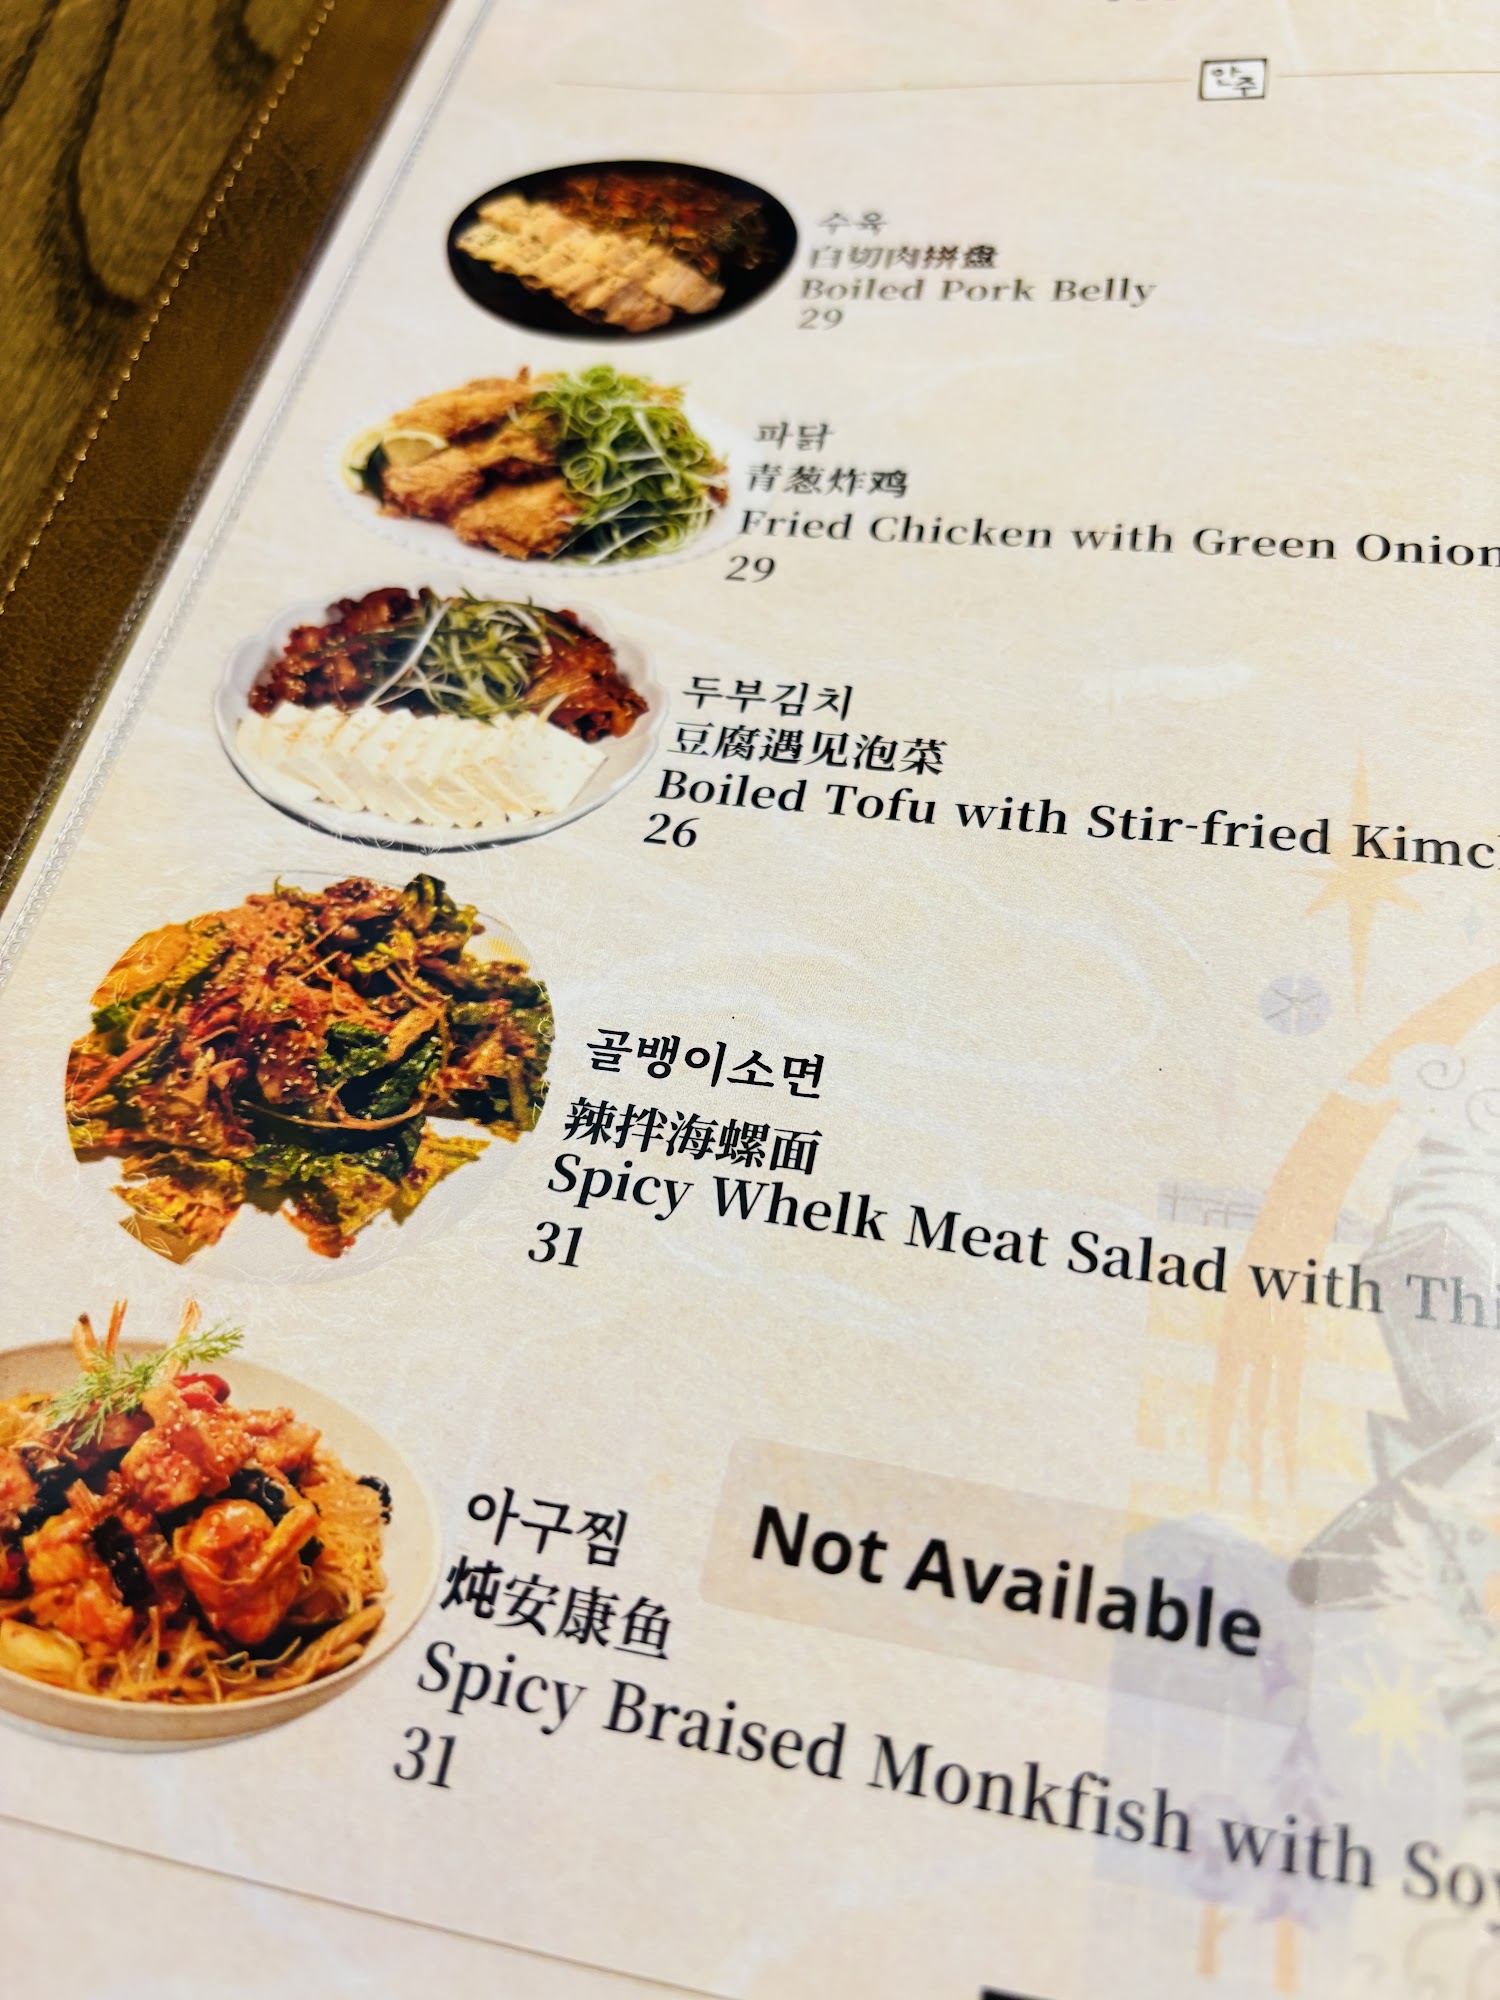 안주
수육
白切肉拼盘
Boiled Pork Belly
29
파닭
青葱炸鸡
Fried Chicken with Green Onion
29
두부김치
豆腐遇见泡菜
Boiled Tofu with Stir-fried
26
골뱅이소면
辣拌海螺面
Spicy Whelk Meat Salad with
31
아구찜
Not Available
炖安康鱼
Spicy Braised Monkfish with
31